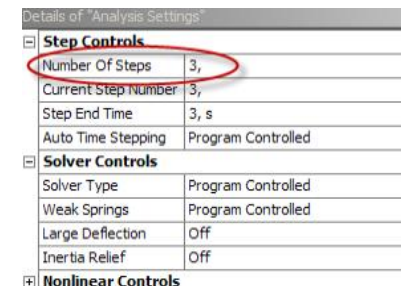 Details of "Analysis Settings"
Step Controls
Number Of Steps 3,
Current Step Number 3,
Step End Time 3, s
Auto Time Stepping Program Controlled
Solver Controls
Solver Type Program Controlled
Weak Springs Program Controlled
Large Deflection Off
Inertia Relief Off
Nonlinear Controls